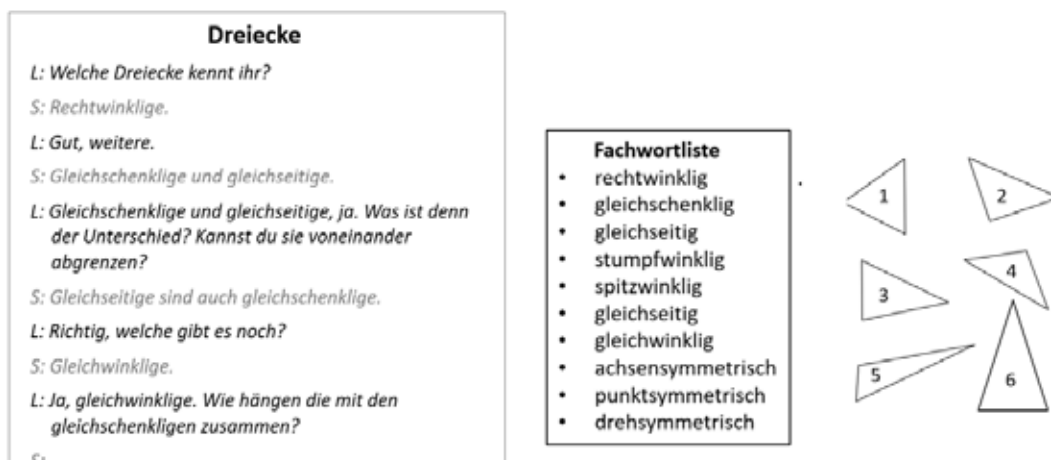 Dreiecke
L: Welche Dreiecke kennt ihr?
S: Rechtwinklige.
L: Gut, weitere.
S: Gleichschenklige und gleichseitige.
L: Gleichschenklige und gleichseitige, ja. Was ist denn
der Unterschied? Kannst du sie voneinander
abgrenzen?
S: Gleichseitige sind auch gleichschenklige.
L: Richtig, welche gibt es noch?
S: Gleichwinklige.
L: Ja, gleichwinklige. Wie hängen die mit den
gleichschenkligen zusammen?
S:
Fachwortliste
• rechtwinklig
• gleichschenklig
• gleichseitig
• stumpfwinklig
• spitzwinklig
• gleichseitig
• gleichwinklig
• achsensymmetrisch
• punktsymmetrisch
• drehsymmetrisch
1
2
3
4
5
6